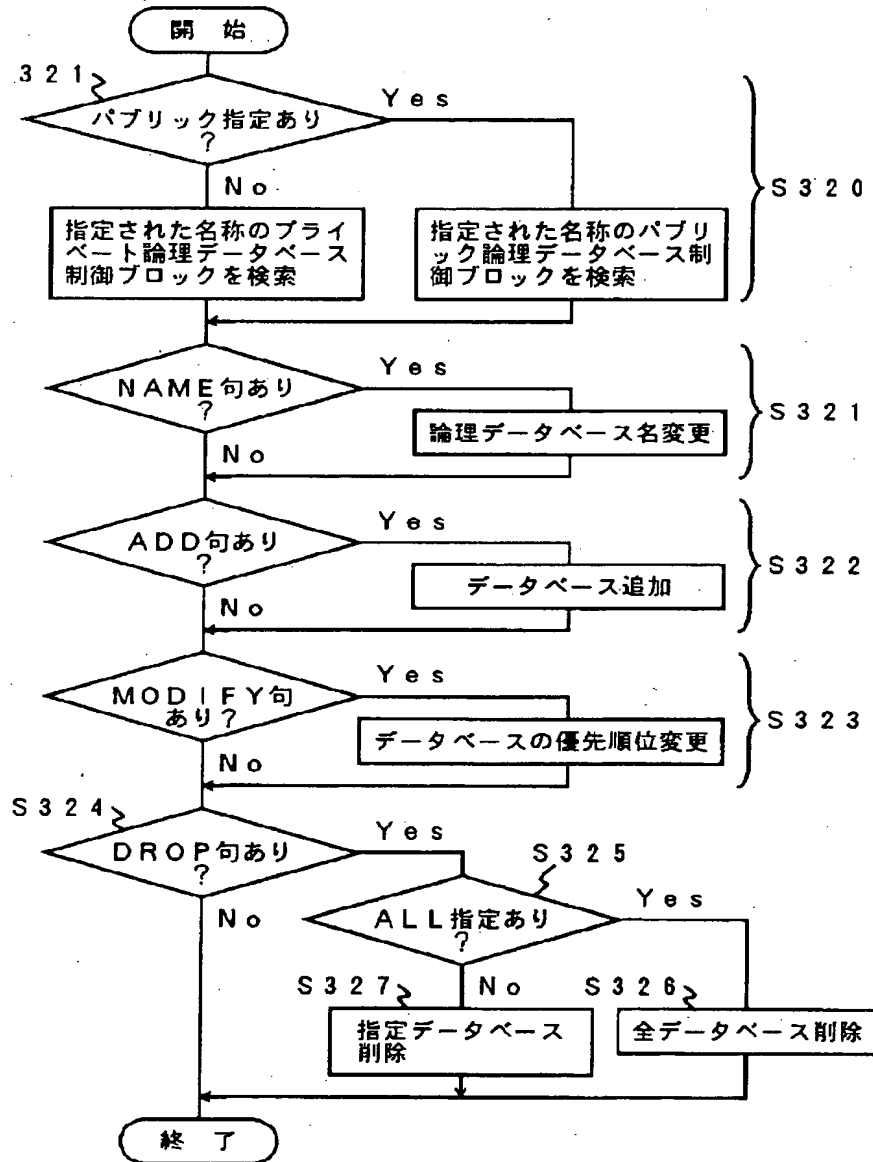 開始
321
パブリック指定あり
?
Yes
No
S320
指定された名称のプライ
ベート論理データベース
制御ブロックを検索
指定された名称のパブリ
ック論理データベース制
御ブロックを検索
NAME句あり
?
Yes
論理データベース名変更
S321
No
ADD句あり
?
Yes
データベース追加
S322
No
MODIFY句
あり?
Yes
データベースの優先順位変更
S323
No
S324
DROP句あり
?
Yes
No
S325
ALL指定あり
?
Yes
No
S327
指定データベース
削除
S326
全データベース削除
終了